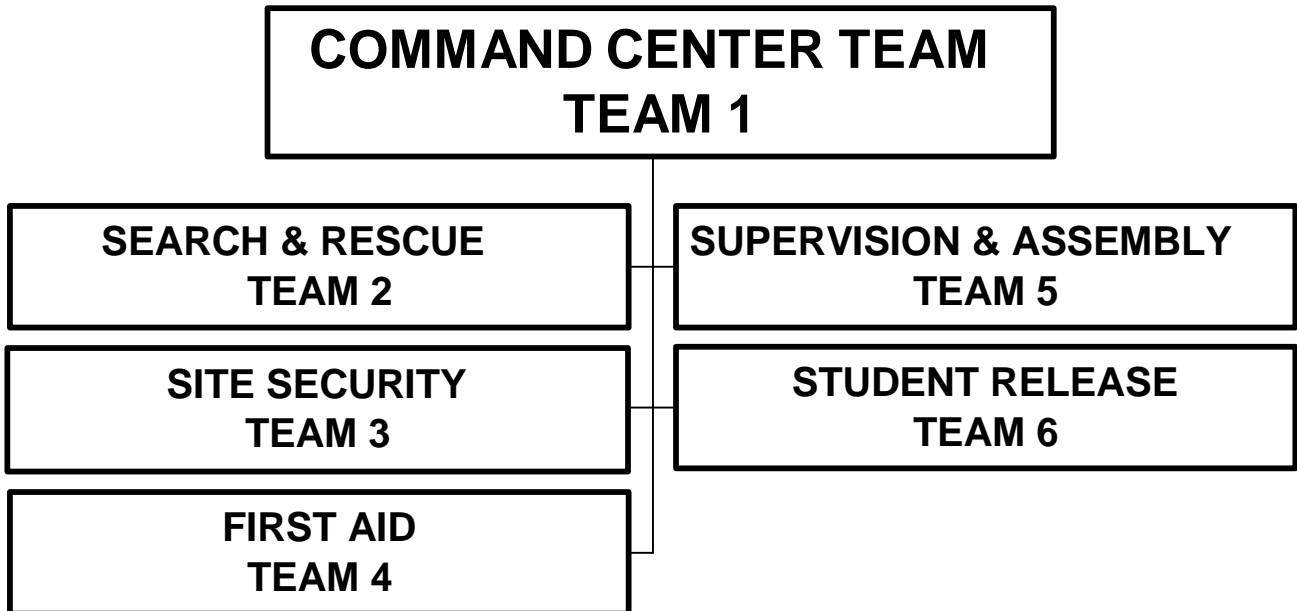 COMMAND CENTER TEAM
TEAM 1
SEARCH & RESCUE
TEAM 2
SUPERVISION & ASSEMBLY
TEAM 5
SITE SECURITY
TEAM 3
STUDENT RELEASE
TEAM 6
FIRST AID
TEAM 4